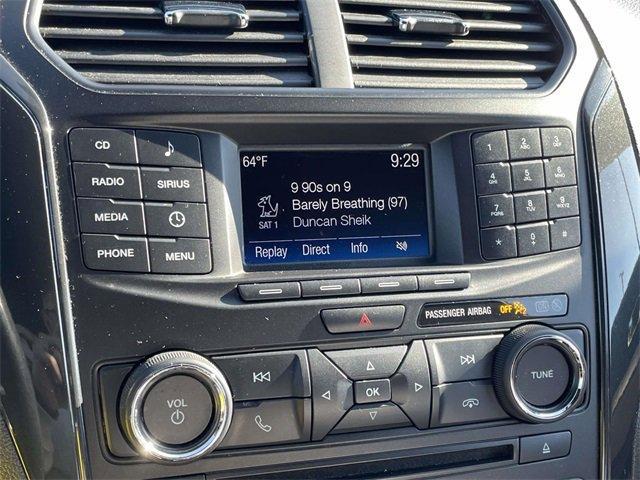 64°F 9:29
9 90s on 9
Barely Breathing (97)
SAT 1 Duncan Sheik
Replay Direct Info
CD
RADIO SIRIUS
MEDIA
PHONE MENU
1 2 ABC 3 DEF
4 GHI 5 JKL 6 MNO
7 PQRS 8 TUV 9 WXYZ
* 0 #
PASSENGER AIRBAG OFF
VOL
OK
TUNE